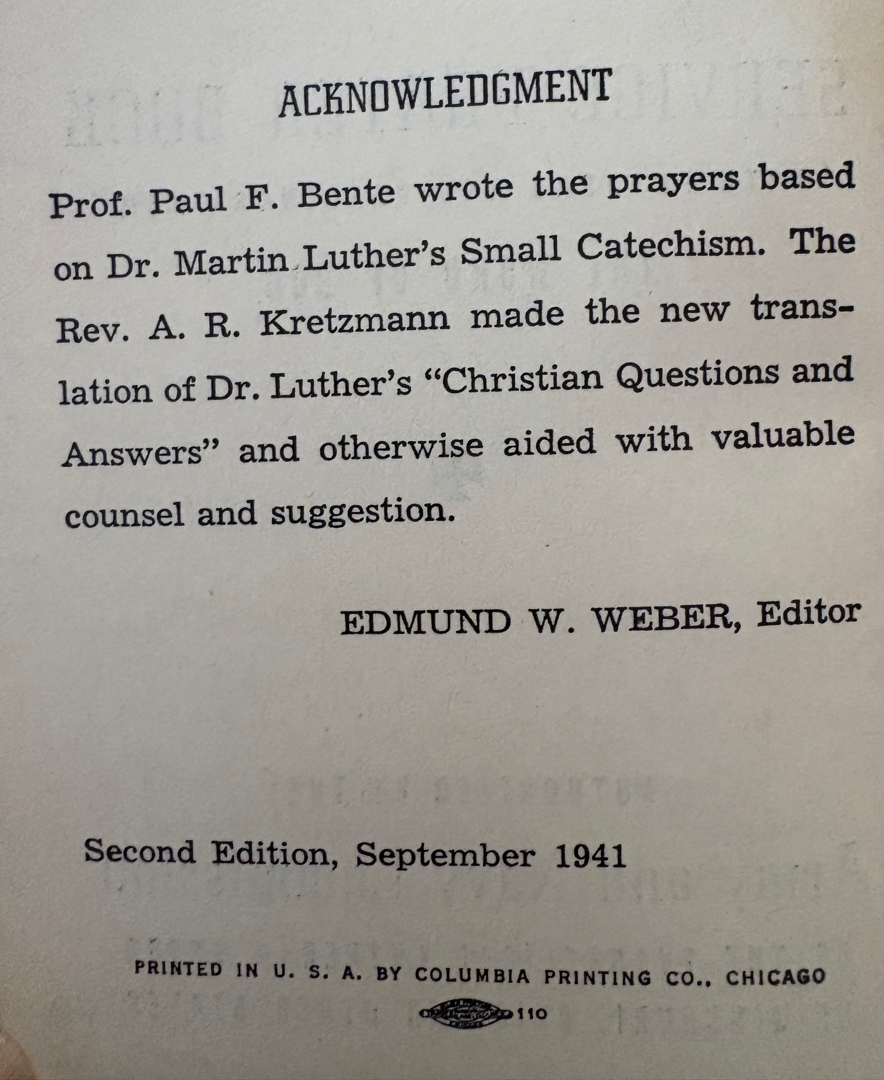 ACKNOWLEDGMENT
Prof. Paul F. Bente wrote the prayers based
on Dr. Martin Luther's Small Catechism. The
Rev. A. R. Kretzmann made the new trans-
lation of Dr. Luther's “Christian Questions and
Answers” and otherwise aided with valuable
counsel and suggestion.
EDMUND W. WEBER, Editor
Second Edition, September 1941
PRINTED IN U. S. A. BY COLUMBIA PRINTING CO., CHICAGO
110